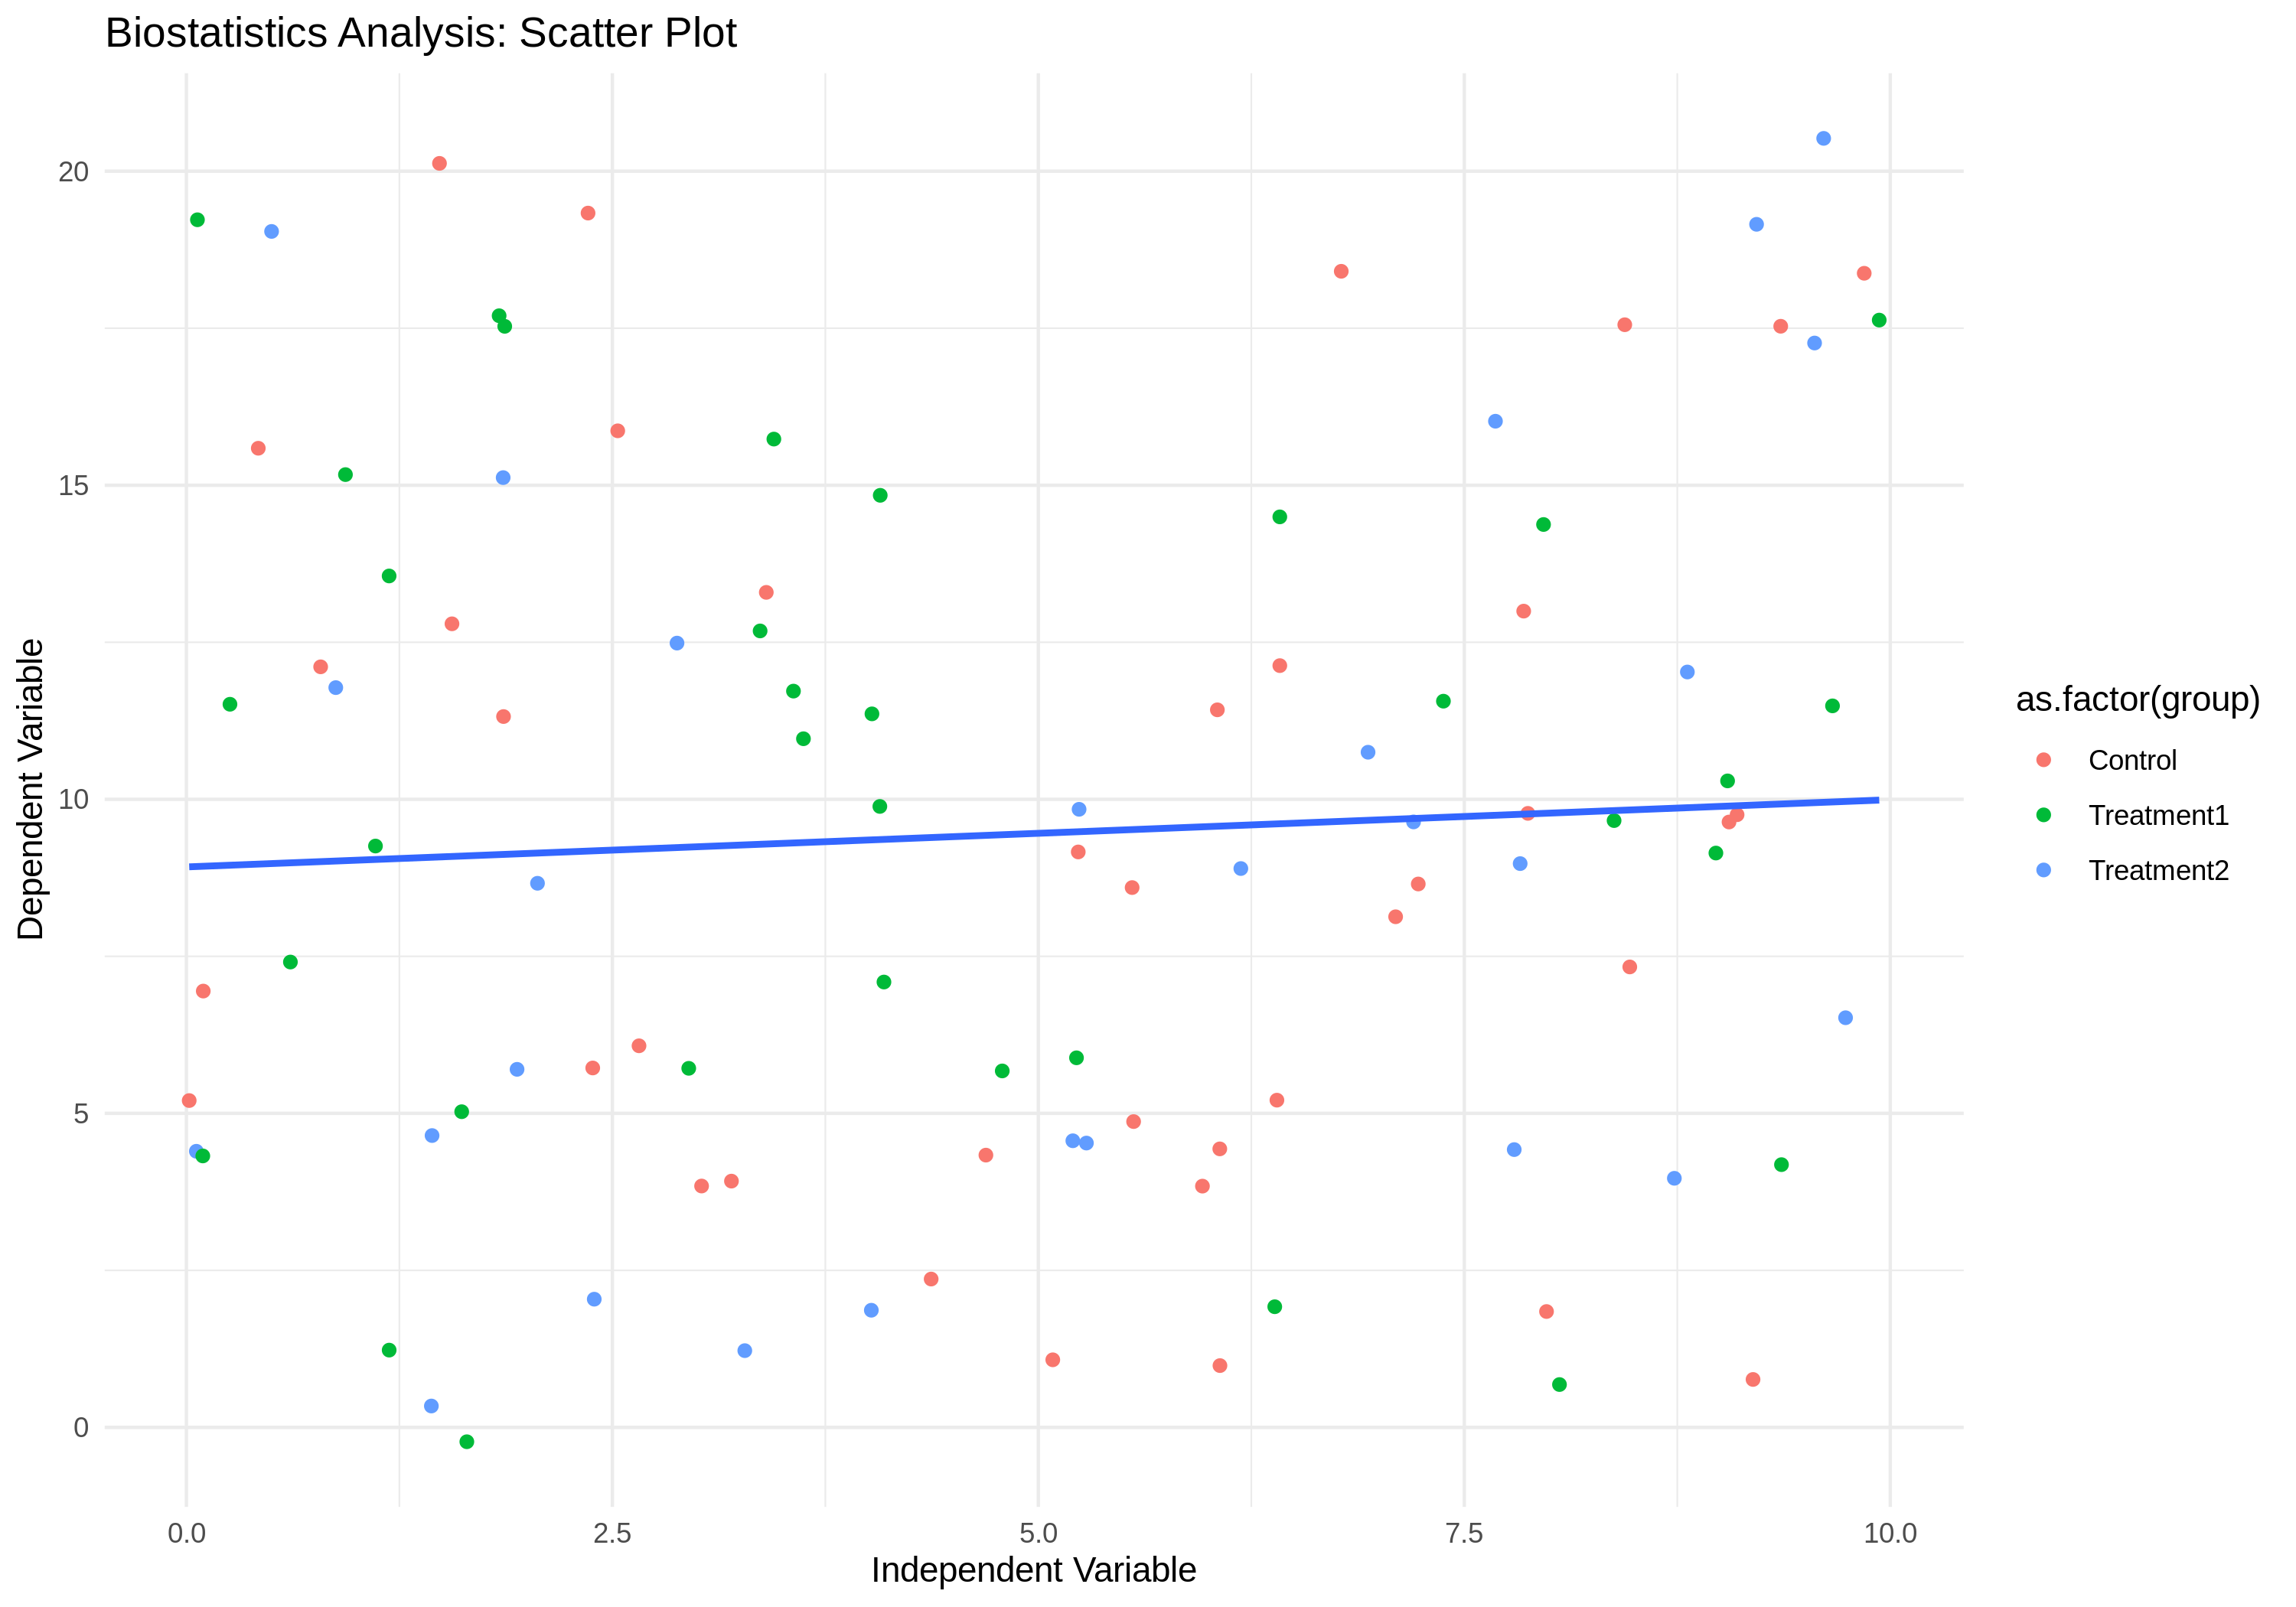 Biostatistics Analysis: Scatter Plot
Dependent Variable
20
15
10
5
0
0.0 2.5 5.0 7.5 10.0
Independent Variable
as.factor(group)
Control
Treatment1
Treatment2